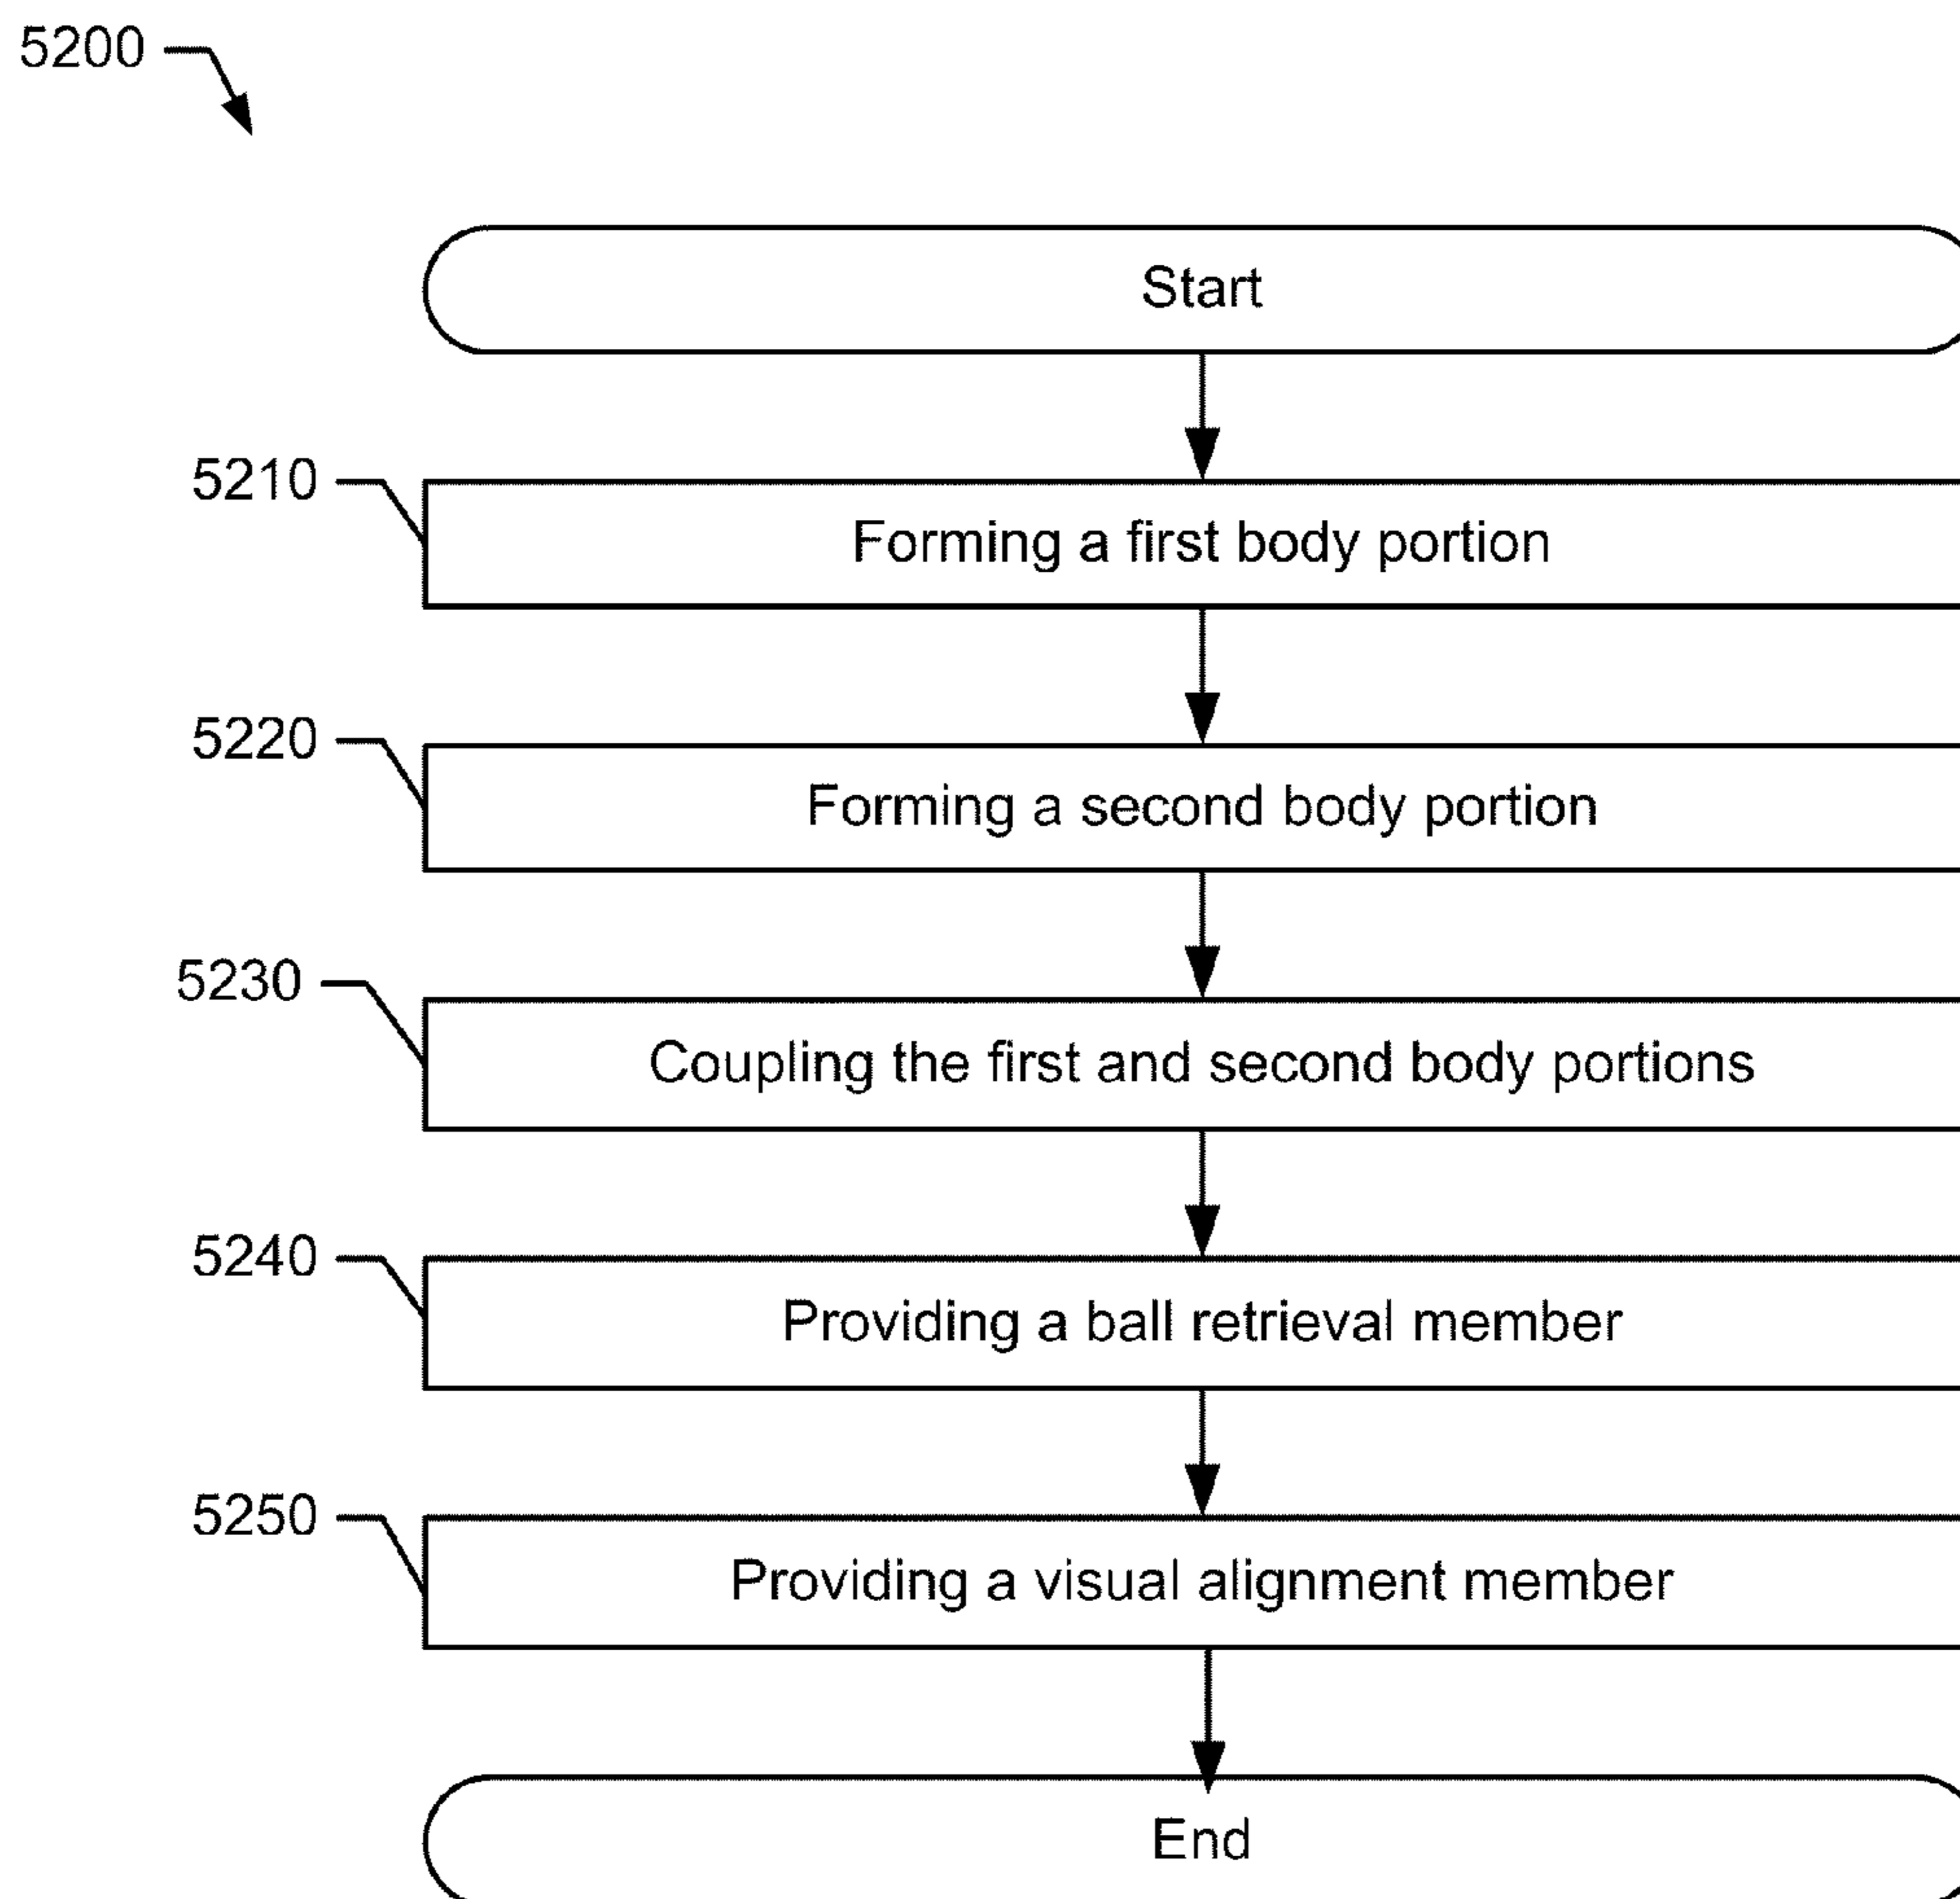 5200
Start
5210
Forming a first body portion
5220
Forming a second body portion
5230
Coupling the first and second body portions
5240
Providing a ball retrieval member
5250
Providing a visual alignment member
End